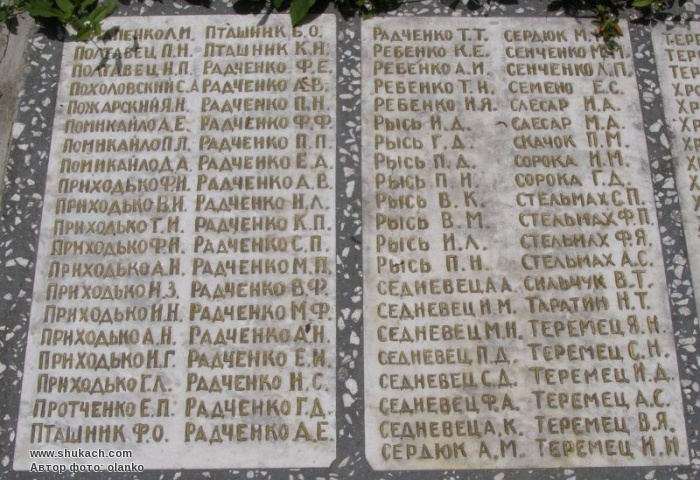 Л.И. ПТАШНИК Б.О.
ПОЛТАВЕЦ П.Н. ПТАШНИК К.И.
ПОЛТАВЕЦ Н.П. РАДЧЕНКО Ф.Е.
ПОХОЛОВСКИЙ С.А РАДЧЕНКО А.В.
ПОЖАРСКИЙ Я.Н. РАДЧЕНКО П.Н.
ПОМИКАЙЛО Д.Е. РАДЧЕНКО Ф.Ф.
ПОМИКАЙЛО П.Л. РАДЧЕНКО П.П.
ПОМИКАЙЛО Д.А. РАДЧЕНКО Е.Д.
ПРИХОДЬКО Ф.И. РАДЧЕНКО А.В.
ПРИХОДЬКО В.И. РАДЧЕНКО И.Л.
ПРИХОДЬКО Т.И. РАДЧЕНКО К.П.
ПРИХОДЬКО Ф.И. РАДЧЕНКО С.П.
ПРИХОДЬКО А.Н. РАДЧЕНКО М.П.
ПРИХОДЬКО И.З. РАДЧЕНКО В.Ф.
ПРИХОДЬКО И.Н. РАДЧЕНКО М.Ф.
ПРИХОДЬКО А.Н. РАДЧЕНКО Д.Н.
ПРИХОДЬКО И.Г. РАДЧЕНКО Е.И.
ПРИХОДЬКО Г.Л. РАДЧЕНКО И.С.
ПРОТЧЕНКО Е.П. РАДЧЕНКО Г.Д.
ПТАШНИК Ф.О. РАДЧЕНКО Д.Е.
РАДЧЕНКО Т.Т. СЕРДЮК М.
РЕБЕНКО К.Е. СЕНЧЕНКО М.М.
РЕБЕНКО А.И. СЕНЧЕНКО Л.П.
РЕБЕНКО Т.Н. СЕМЕНО Е.С.
РЕБЕНКО И.Я. СЛЕСАР И.А.
РЫСЬ И.Д. СЛЕСАР М.Д.
РЫСЬ Г.Д. СКАЧОК П.М.
РЫСЬ П.Д. СОРОКА И.М.
РЫСЬ П.И. СОРОКА Г.Д.
РЫСЬ В.К. СТЕЛЬМАХ С.П.
РЫСЬ В.М. СТЕЛЬМАХ Ф.П.
РЫСЬ И.Л. СТЕЛЬМАХ Ф.Я.
РЫСЬ П.Н. СТЕЛЬМАХ А.С.
СЕДНЕВЕЦ А.А. СИЛЬЧУК В.Т.
СЕДНЕВЕЦ И.М. ТАРАТИН Н.Т.
СЕДНЕВЕЦ М.И. ТЕРЕМЕЦ Я.Н.
СЕДНЕВЕЦ П.Д. ТЕРЕМЕЦ С.Н.
СЕДНЕВЕЦ С.Д. ТЕРЕМЕЦ И.Д.
СЕДНЕВЕЦ Ф.А. ТЕРЕМЕЦ А.С.
СЕДНЕВЕЦ А.К. ТЕРЕМЕЦ В.Я.
СЕРДЮК А.М. ТЕРЕМЕЦ И.И.
www.shukach.com
Автор фото: olanko